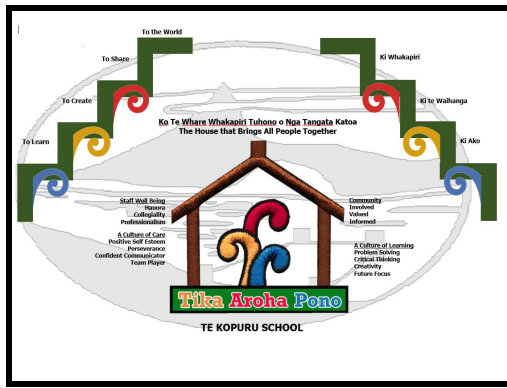 To the World
To Share
To Create
To Learn
Ki Whakapiri
Ki te Waihanga
Ki Ako
Ko Te Whare Whakapiri Tuhono o Nga Tangata Katoa
The House that Brings All People Together
Staff Well Being
Hauora
Collegiality
Professionalism
A Culture of Care
Positive Self Esteem
Perseverance
Confident Communicator
Team Player
Community
Involved
Valued
Informed
A Culture of Learning
Problem Solving
Critical Thinking
Creativity
Future Focus
Tika Aroha Pono
TE KOPURU SCHOOL